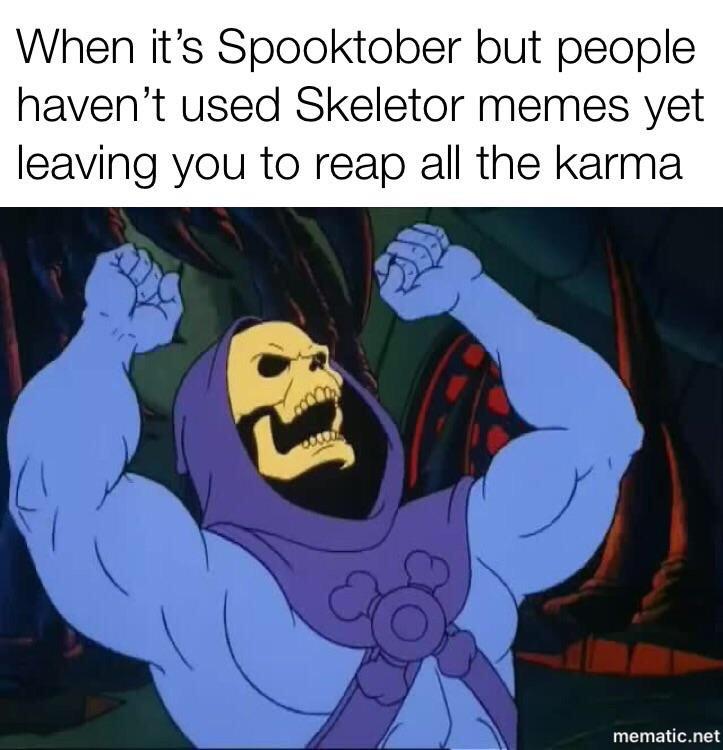 When it’s Spooktober but people
haven’t used Skeletor memes yet
leaving you to reap all the karma
mematic.net